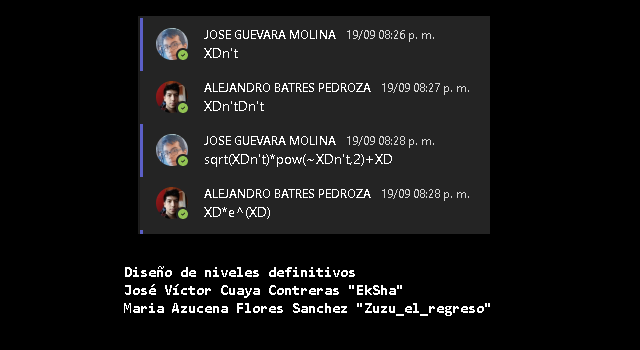 JOSE GUEVARA MOLINA 19/09 08:26 p. m.
XDn't
ALEJANDRO BATRES PEDROZA 19/09 08:27 p. m.
XDn'tDn't
JOSE GUEVARA MOLINA 19/09 08:28 p. m.
sqrt(XDn't)*pow(~XDn't,2)+XD
ALEJANDRO BATRES PEDROZA 19/09 08:28 p. m.
XD*e^(XD)
Diseño de niveles definitivos
José Víctor Cuaya Contreras "EkSha"
Maria Azucena Flores Sanchez "Zuzu_el_regreso"